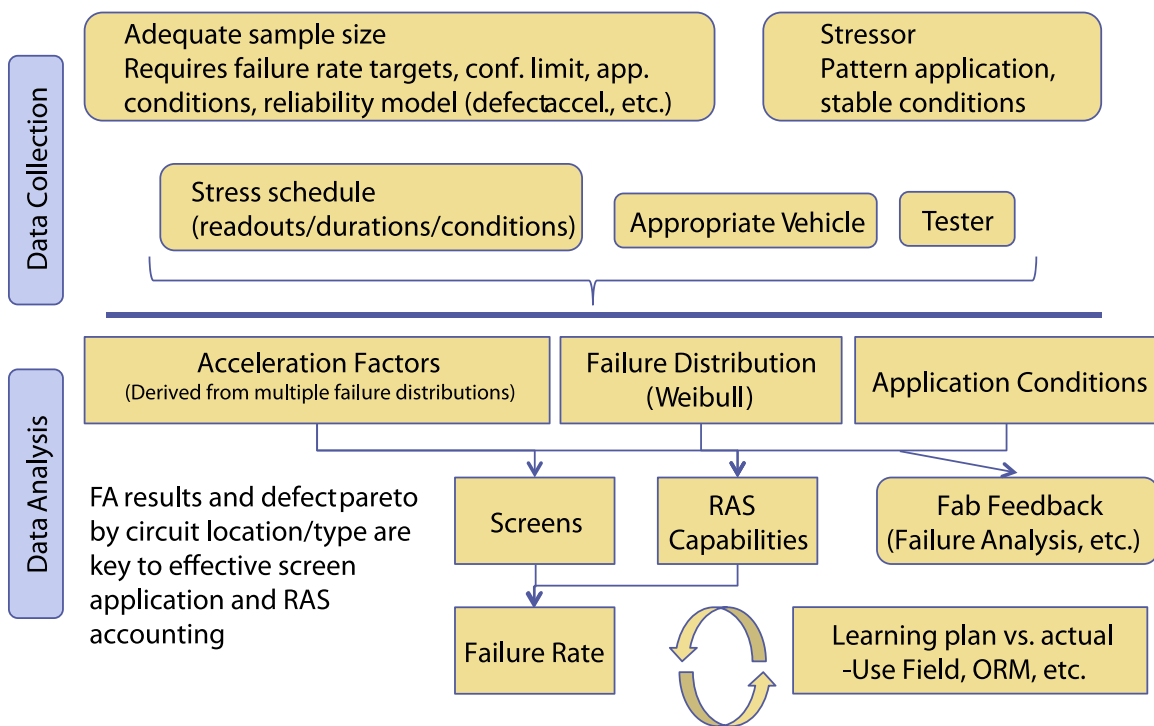 Data Collection
Adequate sample size
Requires failure rate targets, conf. limit, app.
conditions, reliability model (defectaccel., etc.)
Stressor
Pattern application,
stable conditions
Stress schedule
(readouts/durations/conditions)
Appropriate Vehicle
Tester
Data Analysis
Acceleration Factors
(Derived from multiple failure distributions)
Failure Distribution
(Weibull)
Application Conditions
FA results and defectpareto
by circuit location/type are
key to effective screen
application and RAS
accounting
Screens
RAS
Capabilities
Fab Feedback
(Failure Analysis, etc.)
Failure Rate
Learning plan vs. actual
-Use Field, ORM, etc.